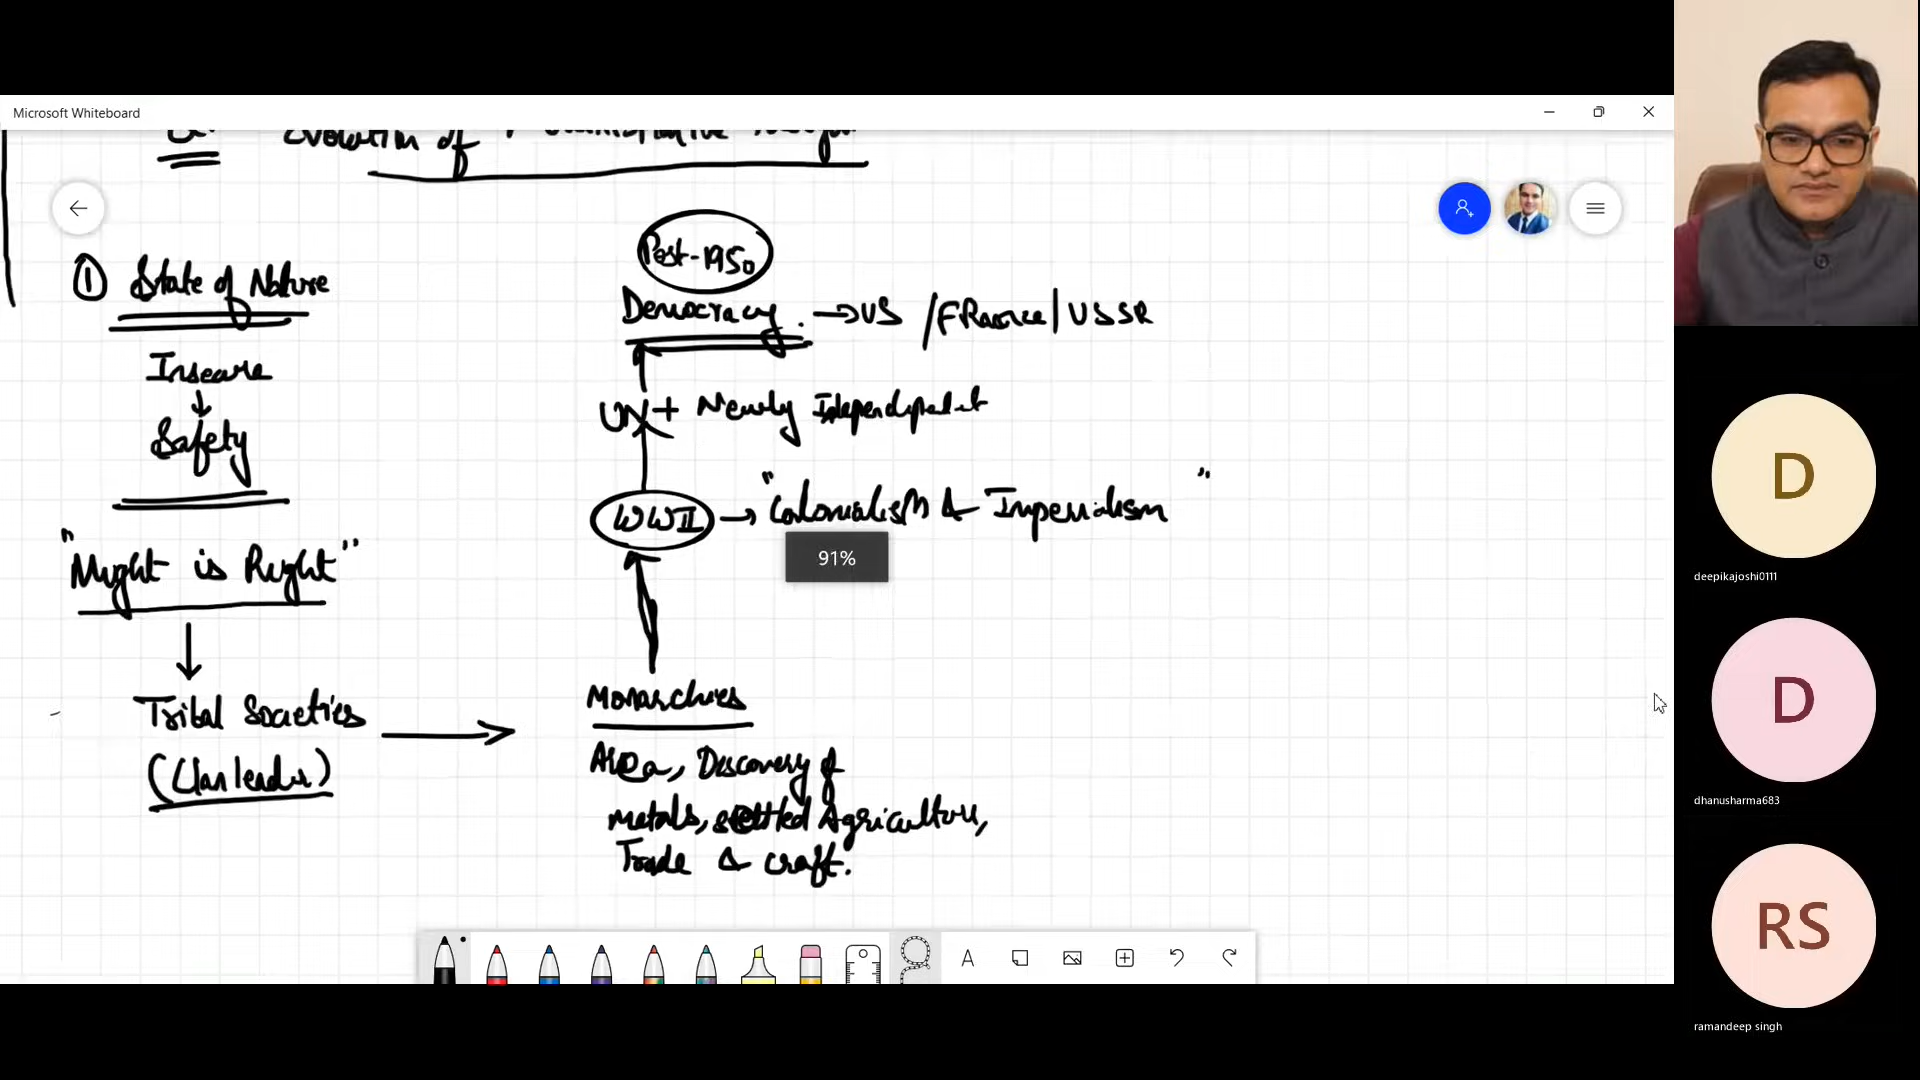 Microsoft Whiteboard
Evolution of
① State of Nature
Insecure
Safety
"Might is Right"
Tribal Societies
(Clan leader)
Post-1950
Democracy. → US / France / USSR
UN + Newly Independent
WWII → "Colonialism & Imperialism"
91%
Monarchies
Area, Discovery of
metals, settled Agriculture,
Trade & craft.
D
deepikajoshi0111
D
dhanusharma683
RS
ramandeep singh